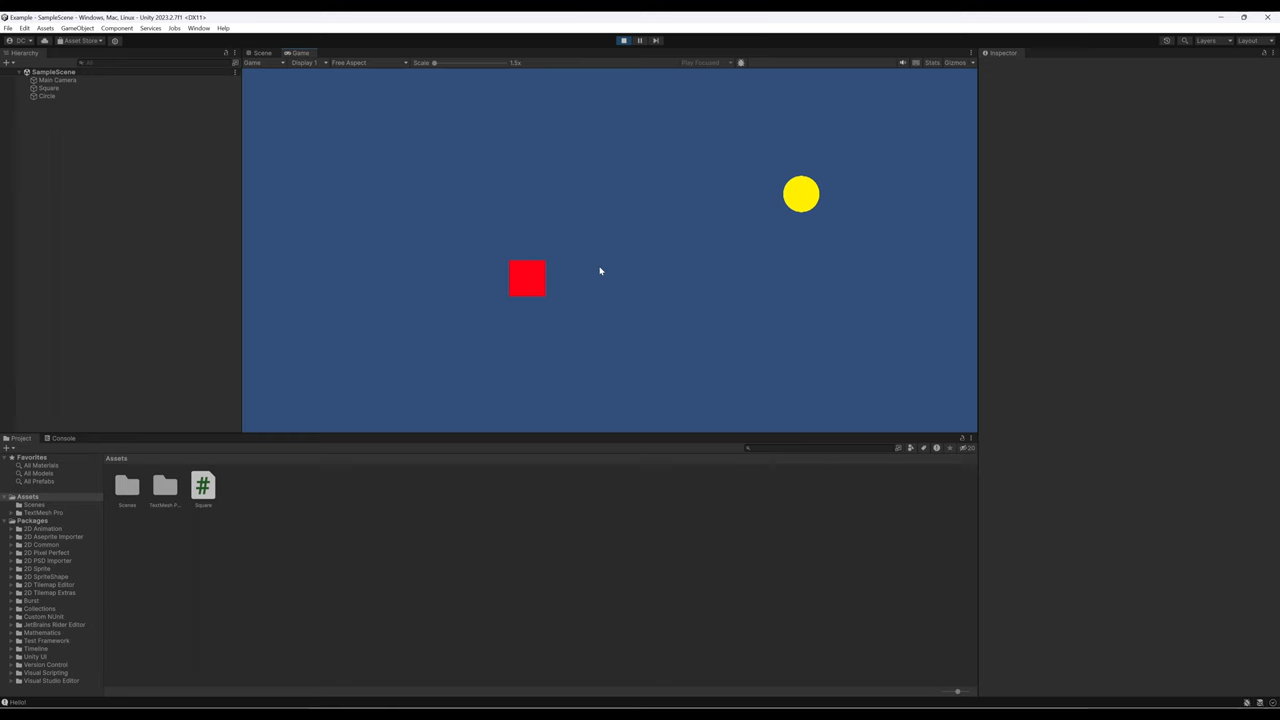 Example - SampleScene - Windows, Mac, Linux - Unity 2023.2.7f1 <DX11>
File Edit Assets GameObject Component Services Jobs Window Help
DC Asset Store Layers Layout
Hierarchy Scene Game Inspector
Game Display 1 Free Aspect Scale 1.5x Play Focused Stats Gizmos
SampleScene
Main Camera
Square
Circle
Project Console
20
Favorites
All Materials
All Models
All Prefabs
Assets
Scenes
TextMesh Pro
Packages
2D Animation
2D Aseprite Importer
2D Common
2D Pixel Perfect
2D PSD Importer
2D Sprite
2D SpriteShape
2D Tilemap Editor
2D Tilemap Extras
Burst
Collections
Custom NUnit
JetBrains Rider Editor
Mathematics
Test Framework
Timeline
Unity UI
Version Control
Visual Scripting
Visual Studio Editor
Assets
Scenes TextMesh P... Square
#
Hello!